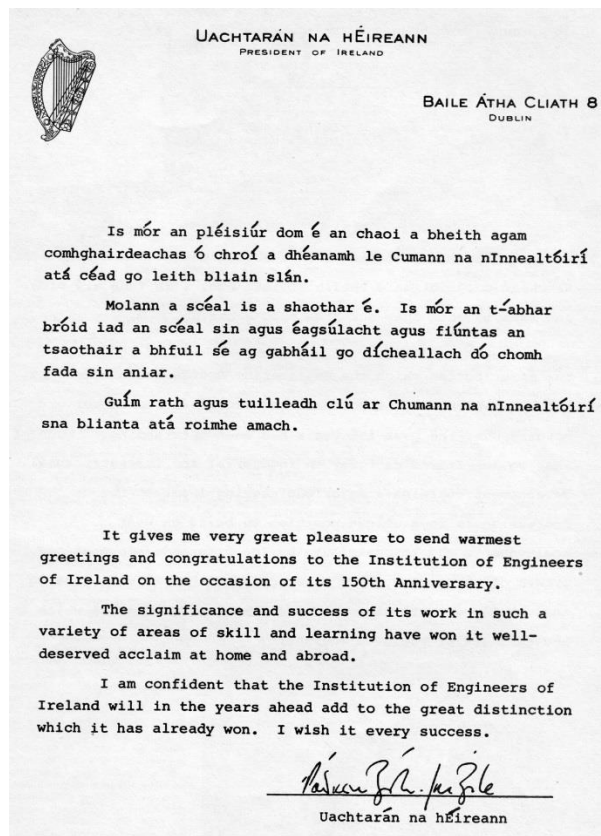 UACHTARÁN NA HÉIREANN
PRESIDENT OF IRELAND
BAILE ÁTHA CLIATH 8
DUBLIN
Is mór an pléisiúr dom é an chaoi a bheith agam
comhghairdeachas ó chroí a dhéanamh le Cumann na nInnealtóirí
atá céad go leith bliain slán.
Molann a scéal is a shaothar é. Is mór an t-abhar
bróid iad an scéal sin agus éagsúlacht agus fiúntas an
tsaothair a bhfuil sé ag gabháil go dícheallach dó chomh
fada sin aniar.
Guím rath agus tuilleadh clú ar Chumann na nInnealtóirí
sna blianta atá roimhe amach.
It gives me very great pleasure to send warmest
greetings and congratulations to the Institution of Engineers
of Ireland on the occasion of its 150th Anniversary.
The significance and success of its work in such a
variety of areas of skill and learning have won it well-
deserved acclaim at home and abroad.
I am confident that the Institution of Engineers of
Ireland will in the years ahead add to the great distinction
which it has already won. I wish it every success.
Uachtarán na hÉireann